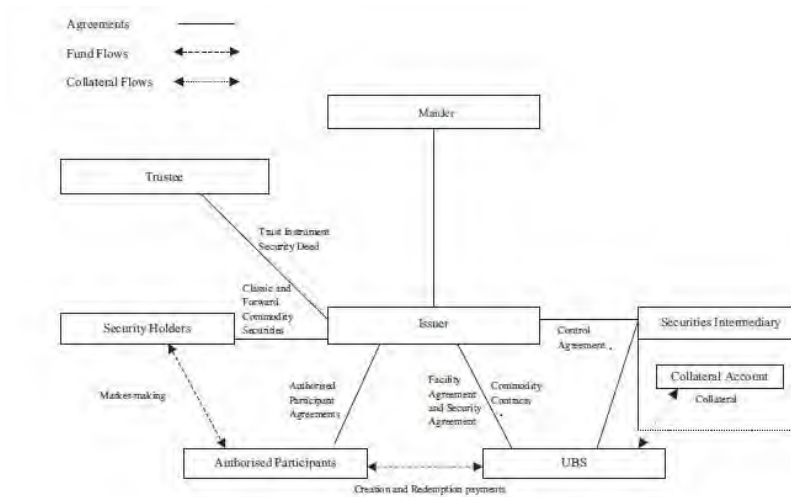 Agreements
Fund Flows
Collateral Flows
Manler
Trustee
Trust Instrument
Security Deed
Classic and
Forward
Commodity
Securities
Security Holders
Issuer
Securities Intermediary
Control
Agreement
Collateral Account
Collateral
Market-making
Authorised
Participant
Agreements
Facility
Agreement
and Security
Agreement
Commodity
Contracts
Authorised Participants
UBS
Creation and Redemption payments